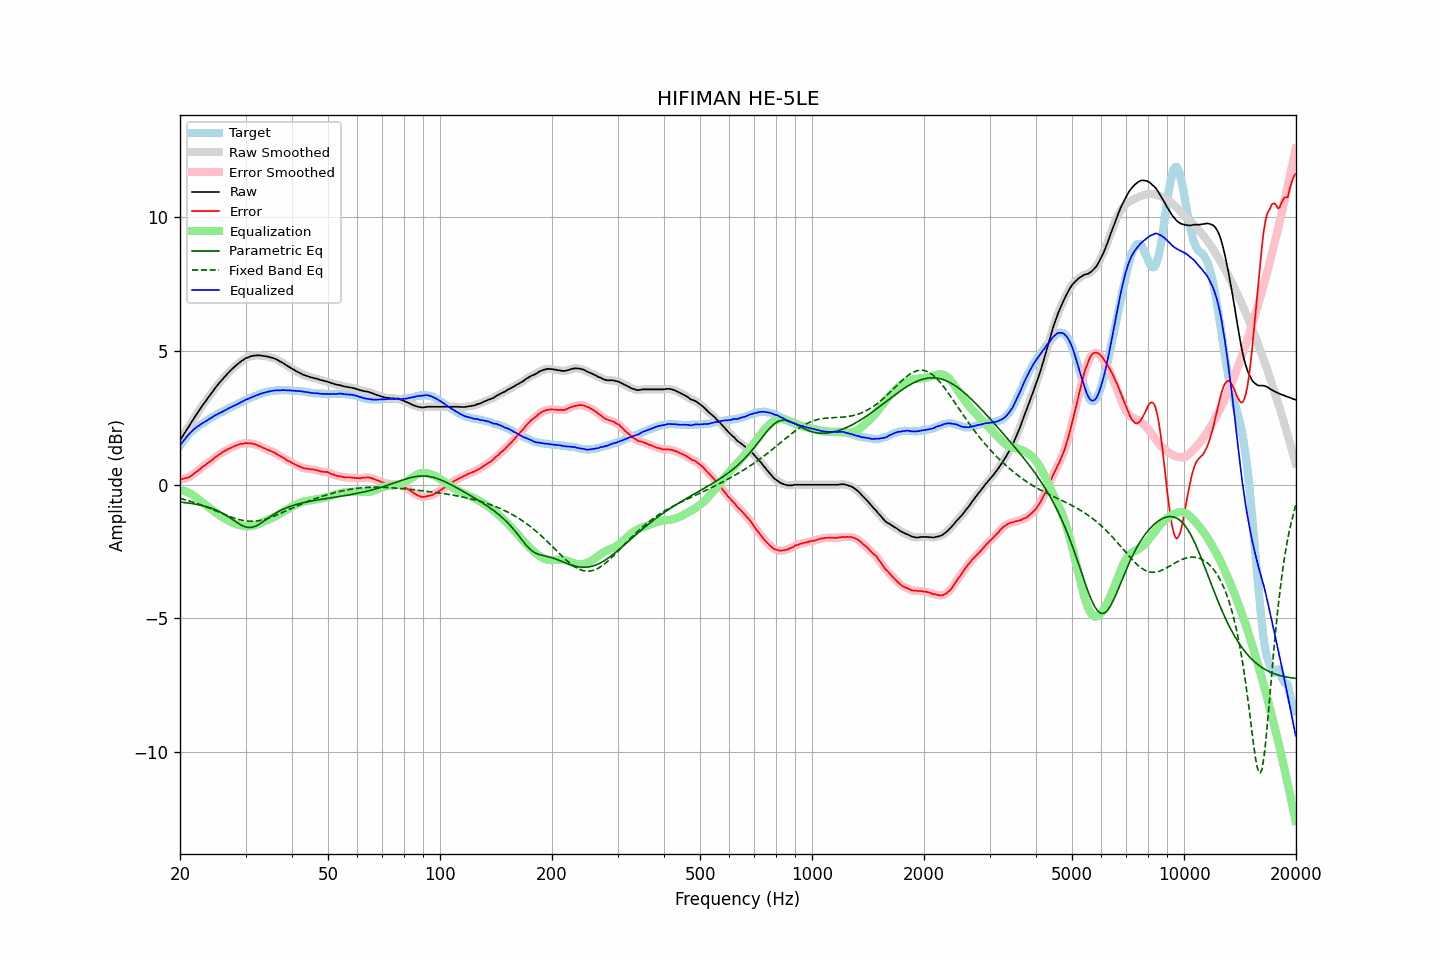 HIFIMAN HE-5LE
Target
Raw Smoothed
Error Smoothed
Raw
Error
Equalization
Parametric Eq
Fixed Band Eq
Equalized
Amplitude (dBr)
10
5
0
−5
−10
20 50 100 200 500 1000 2000 5000 10000 20000
Frequency (Hz)